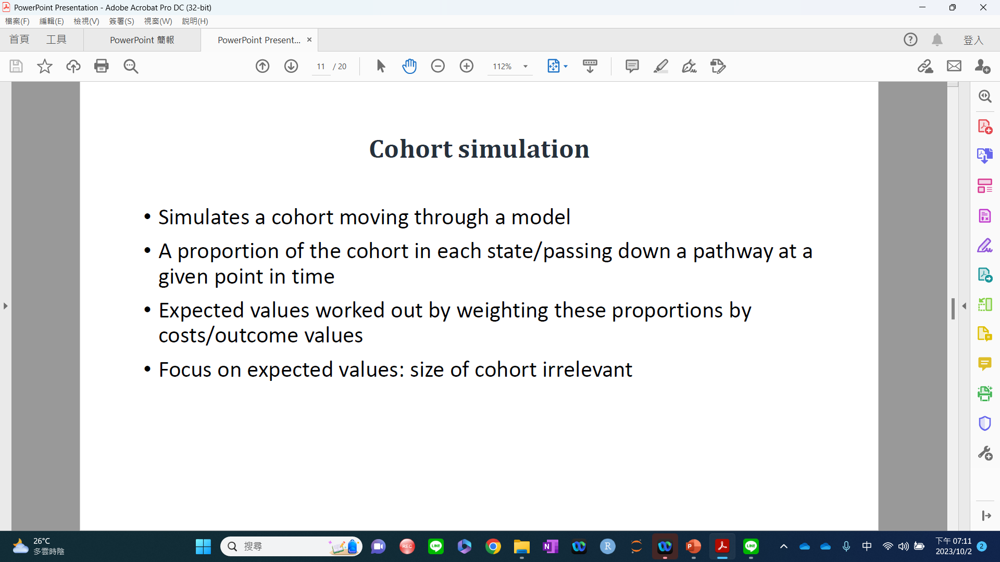 PowerPoint Presentation - Adobe Acrobat Pro DC (32-bit)
檔案(F) 編輯(E) 檢視(V) 簽署(S) 視窗(W) 說明(H)
首頁 工具 PowerPoint 簡報 PowerPoint Present... 登入
11 / 20 112%
Cohort simulation
• Simulates a cohort moving through a model
• A proportion of the cohort in each state/passing down a pathway at a
given point in time
• Expected values worked out by weighting these proportions by
costs/outcome values
• Focus on expected values: size of cohort irrelevant
26°C
多雲時陰
搜尋
REC
LINE
N
R
P
LINE
中
下午 07:11
2023/10/2
2